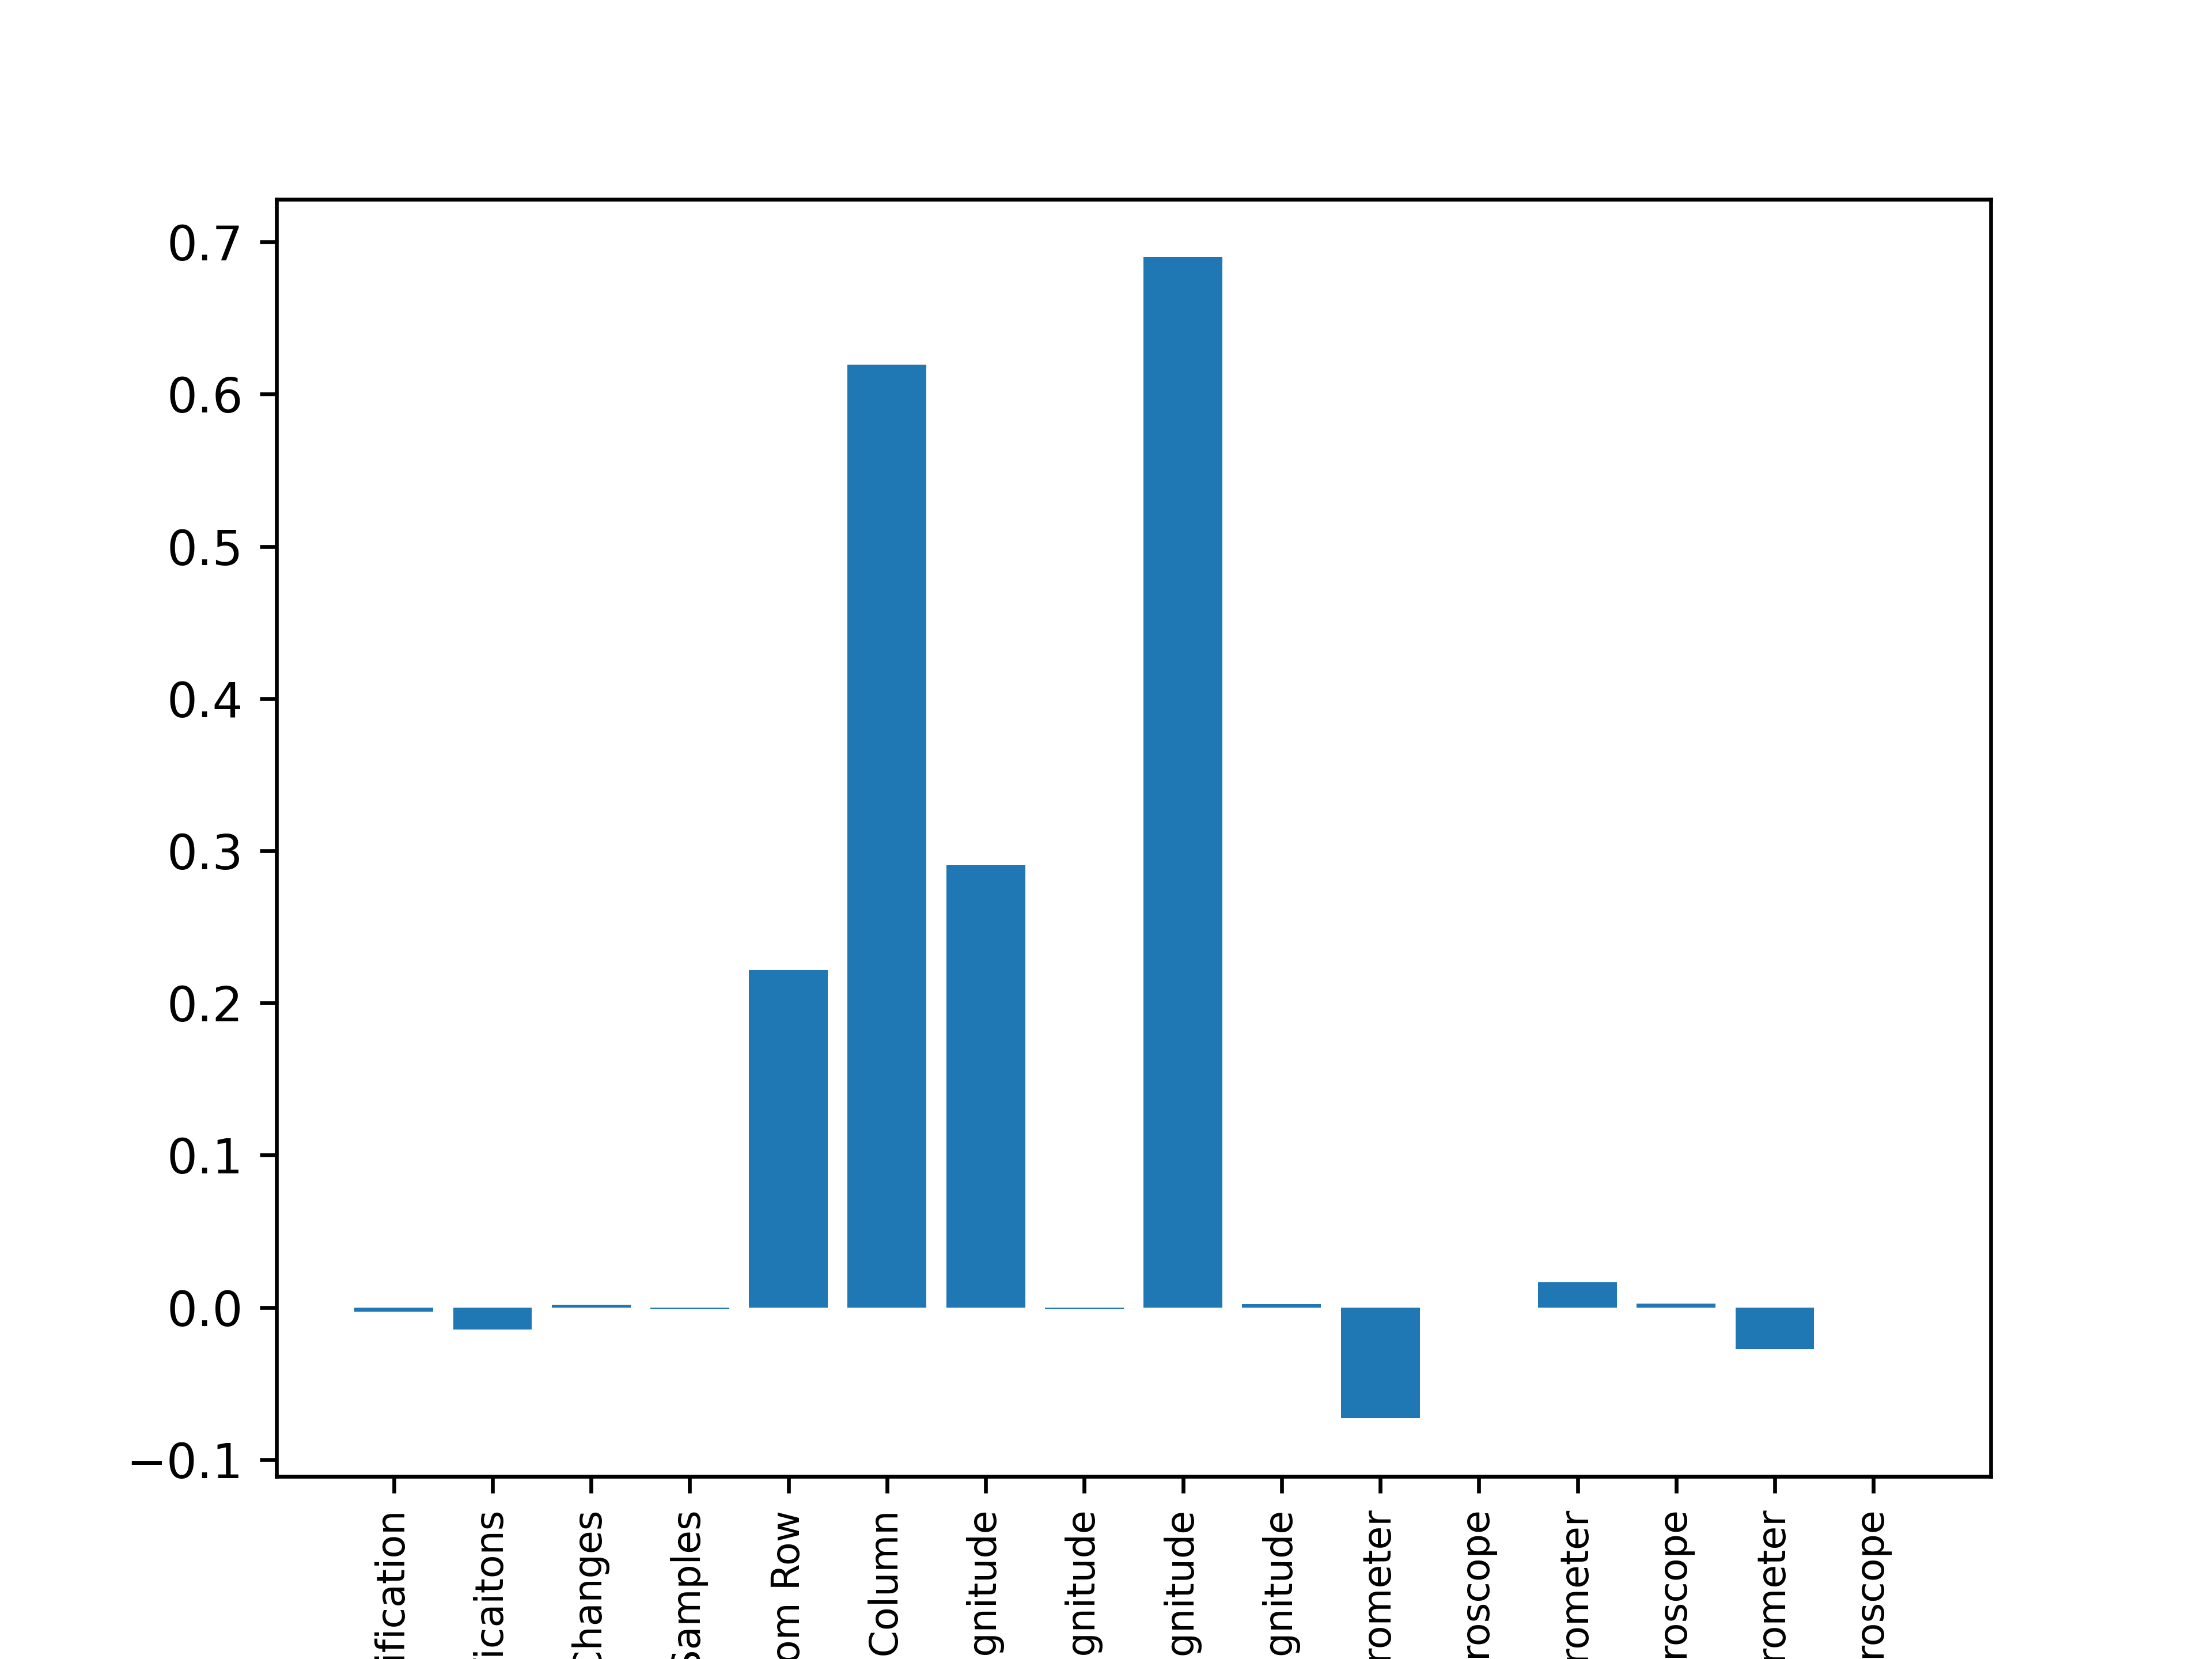 0.7
0.6
0.5
0.4
0.3
0.2
0.1
0.0
−0.1
ification
icaitons
Changes
Samples
om Row
Column
gnitude
gnitude
gnitude
gnitude
rometer
roscope
rometer
roscope
rometer
roscope